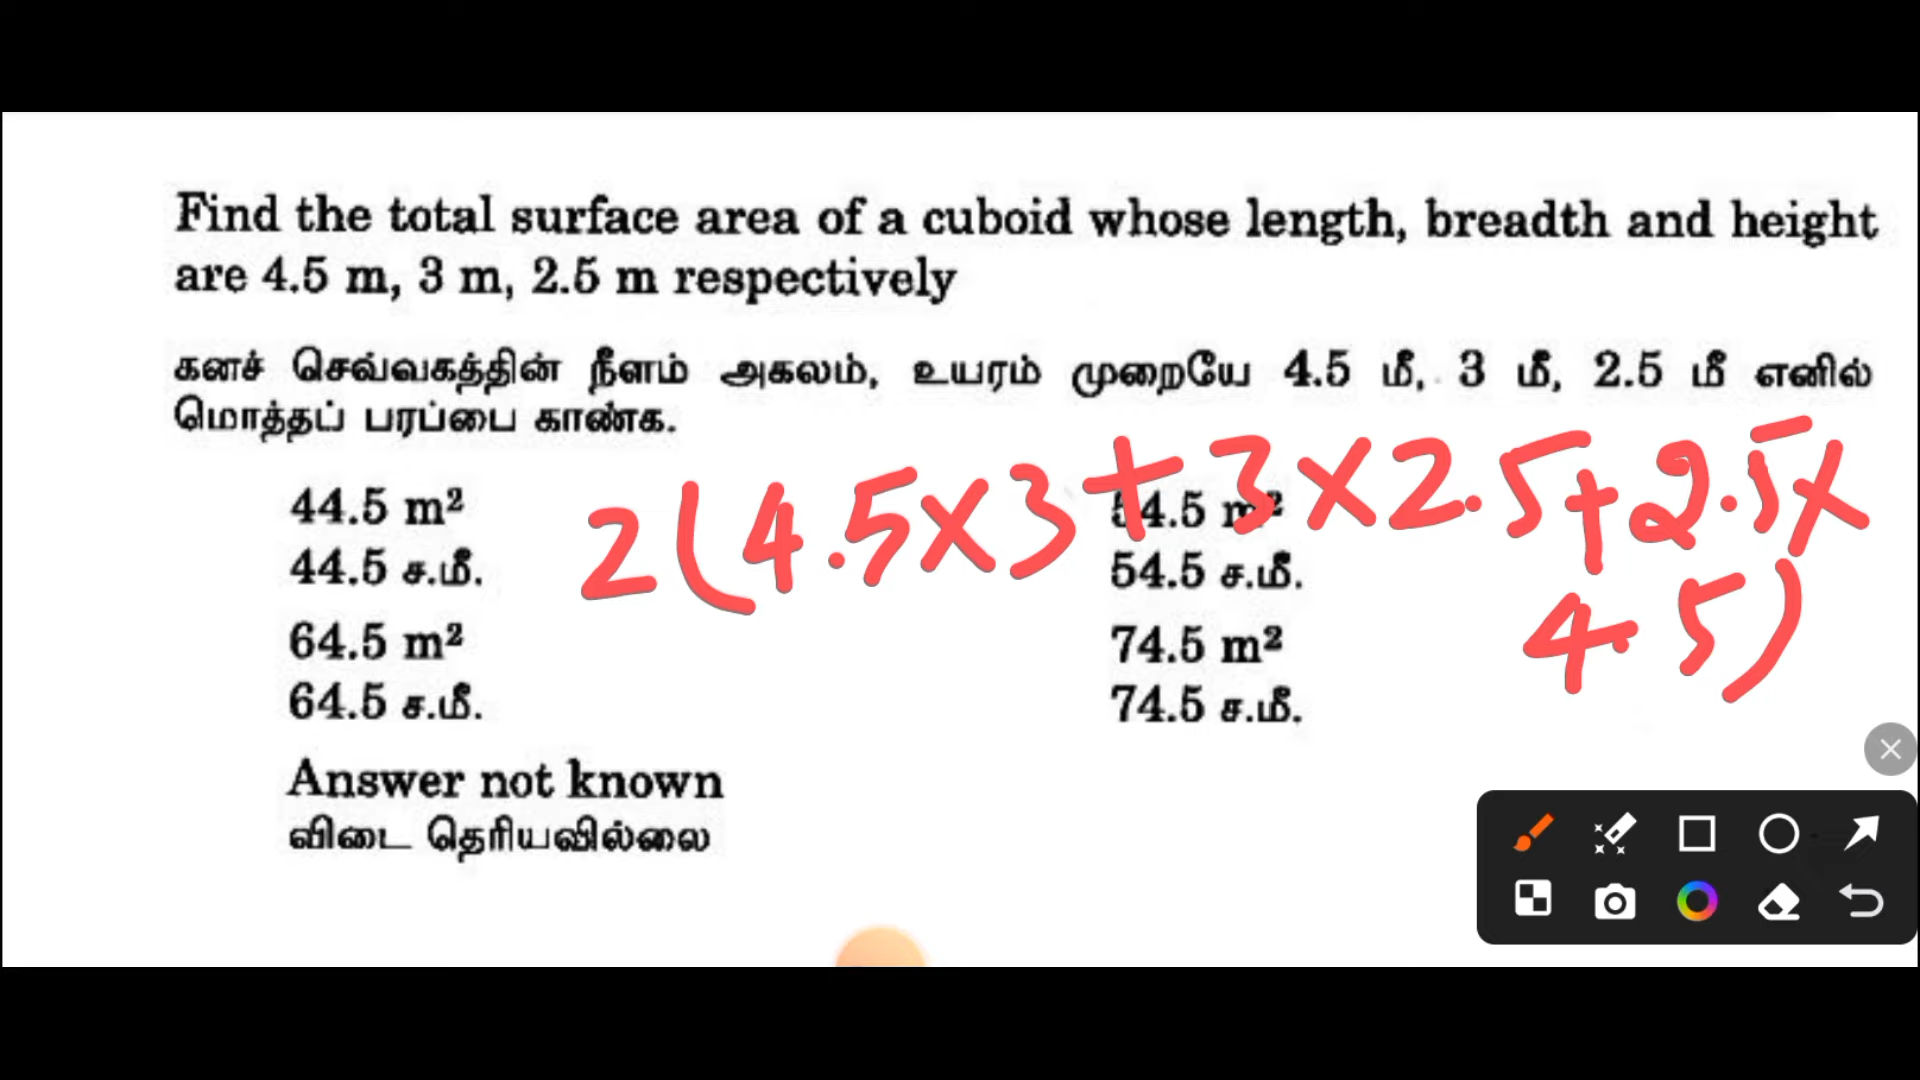 Find the total surface area of a cuboid whose length, breadth and height
are 4.5 m, 3 m, 2.5 m respectively
கனச் செவ்வகத்தின் நீளம் அகலம், உயரம் முறையே 4.5 மீ, 3 மீ, 2.5 மீ எனில்
மொத்தப் பரப்பை காண்க.
44.5 m²
44.5 ச.மீ.
54.5 m²
54.5 ச.மீ.
2(4.5×3+3×2.5+2.5×
4.5)
64.5 m²
64.5 ச.மீ.
74.5 m²
74.5 ச.மீ.
Answer not known
விடை தெரியவில்லை